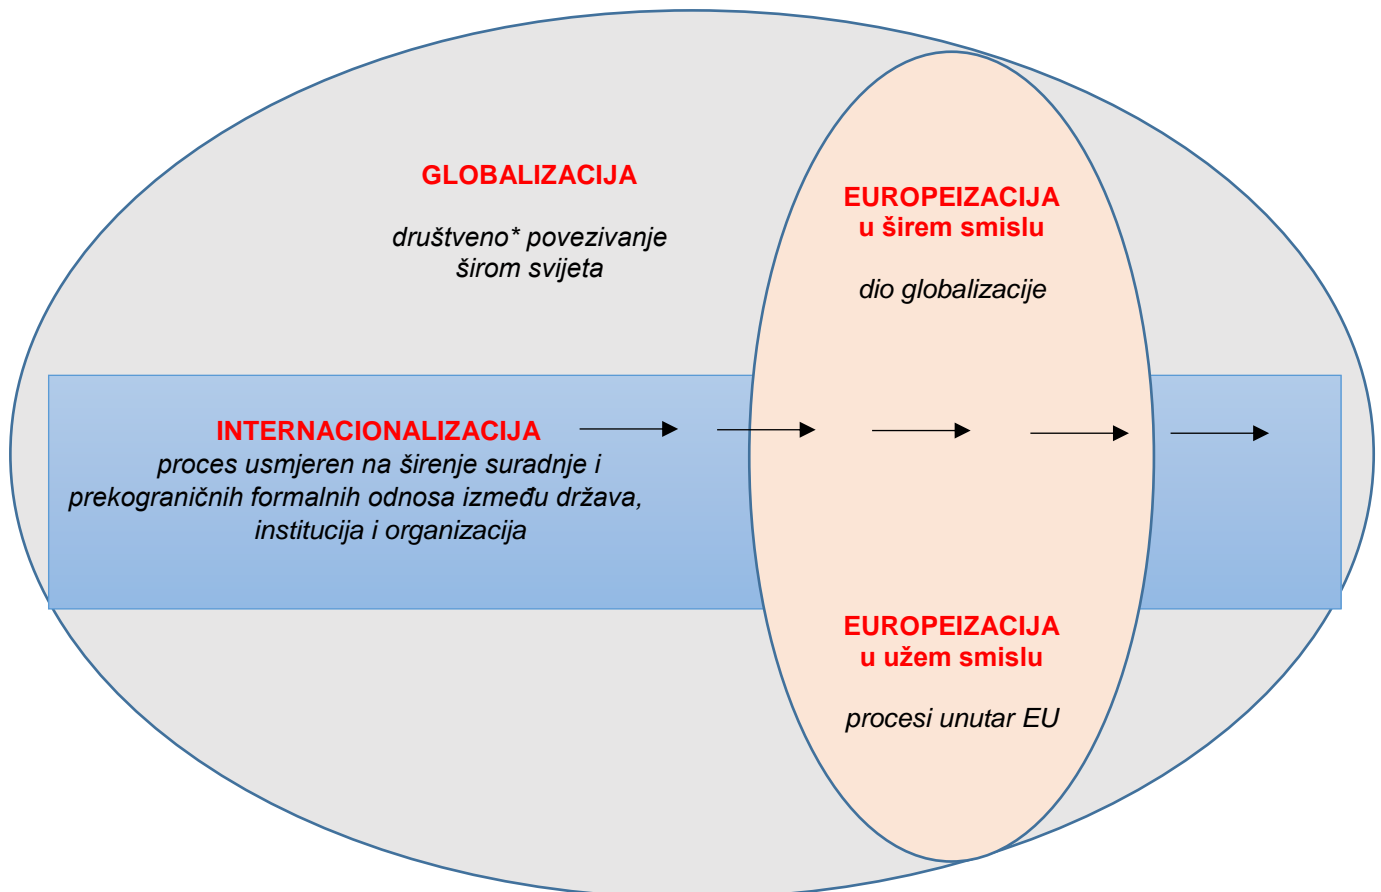 GLOBALIZACIJA
društveno* povezivanje
širom svijeta
EUROPEIZACIJA
u širem smislu
dio globalizacije
INTERNACIONALIZACIJA
proces usmjeren na širenje suradnje i
prekograničnih formalnih odnosa između država,
institucija i organizacija
EUROPEIZACIJA
u užem smislu
procesi unutar EU